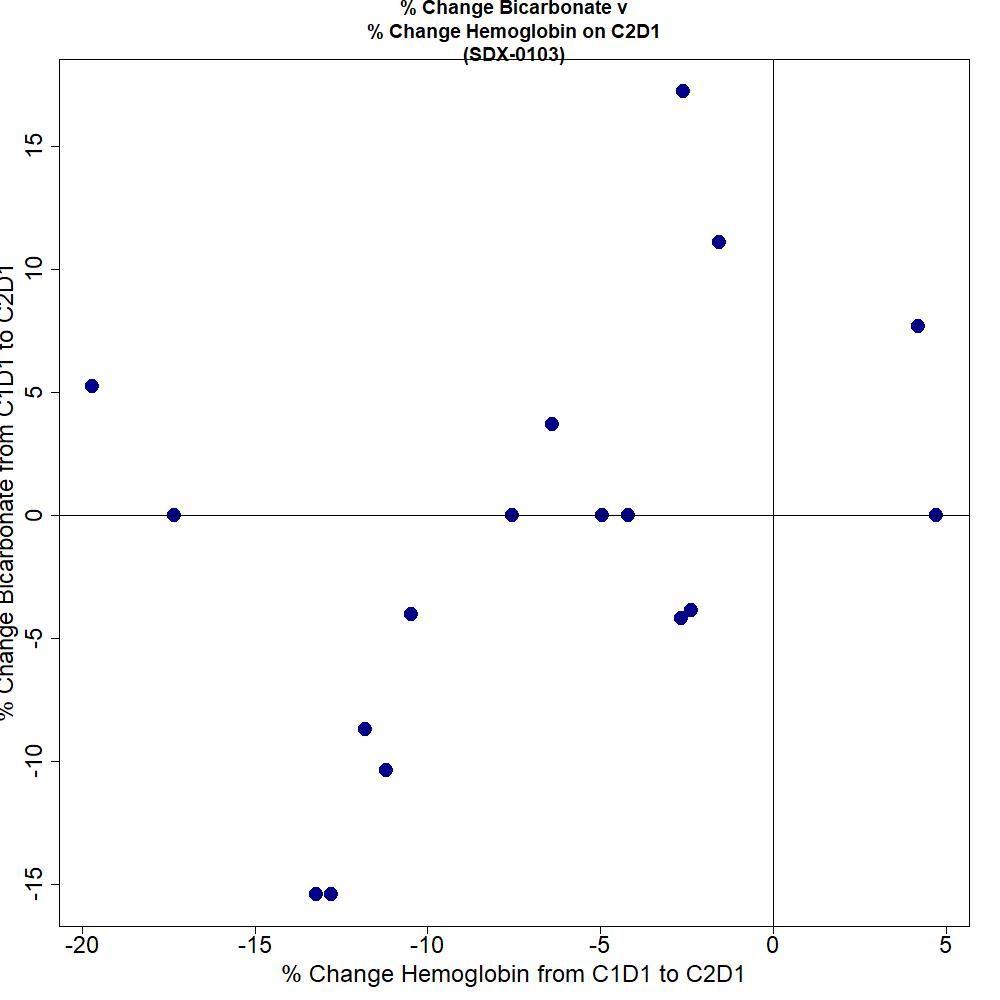 % Change Bicarbonate v
% Change Hemoglobin on C2D1
(SDX-0103)
% Change Bicarbonate from C1D1 to C2D1
15
10
5
0
-5
-10
-15
-20
-15
-10
-5
0
5
% Change Hemoglobin from C1D1 to C2D1